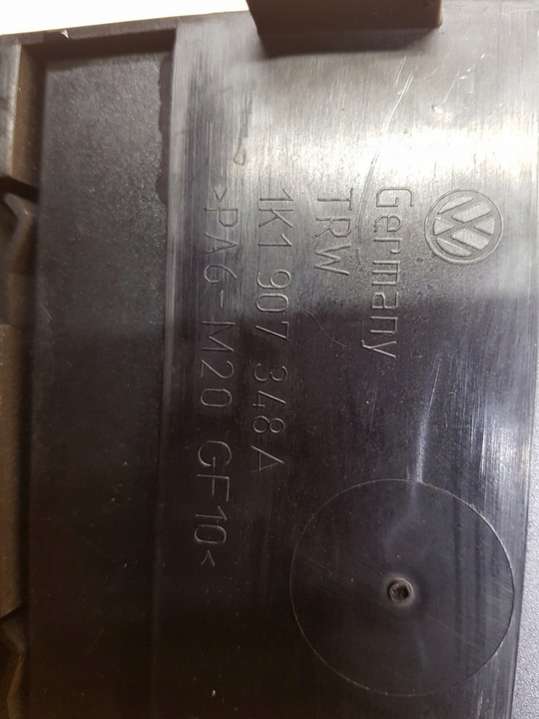 Germany
TRW
1K1 907 348 A
>PA6-M20 GF10<